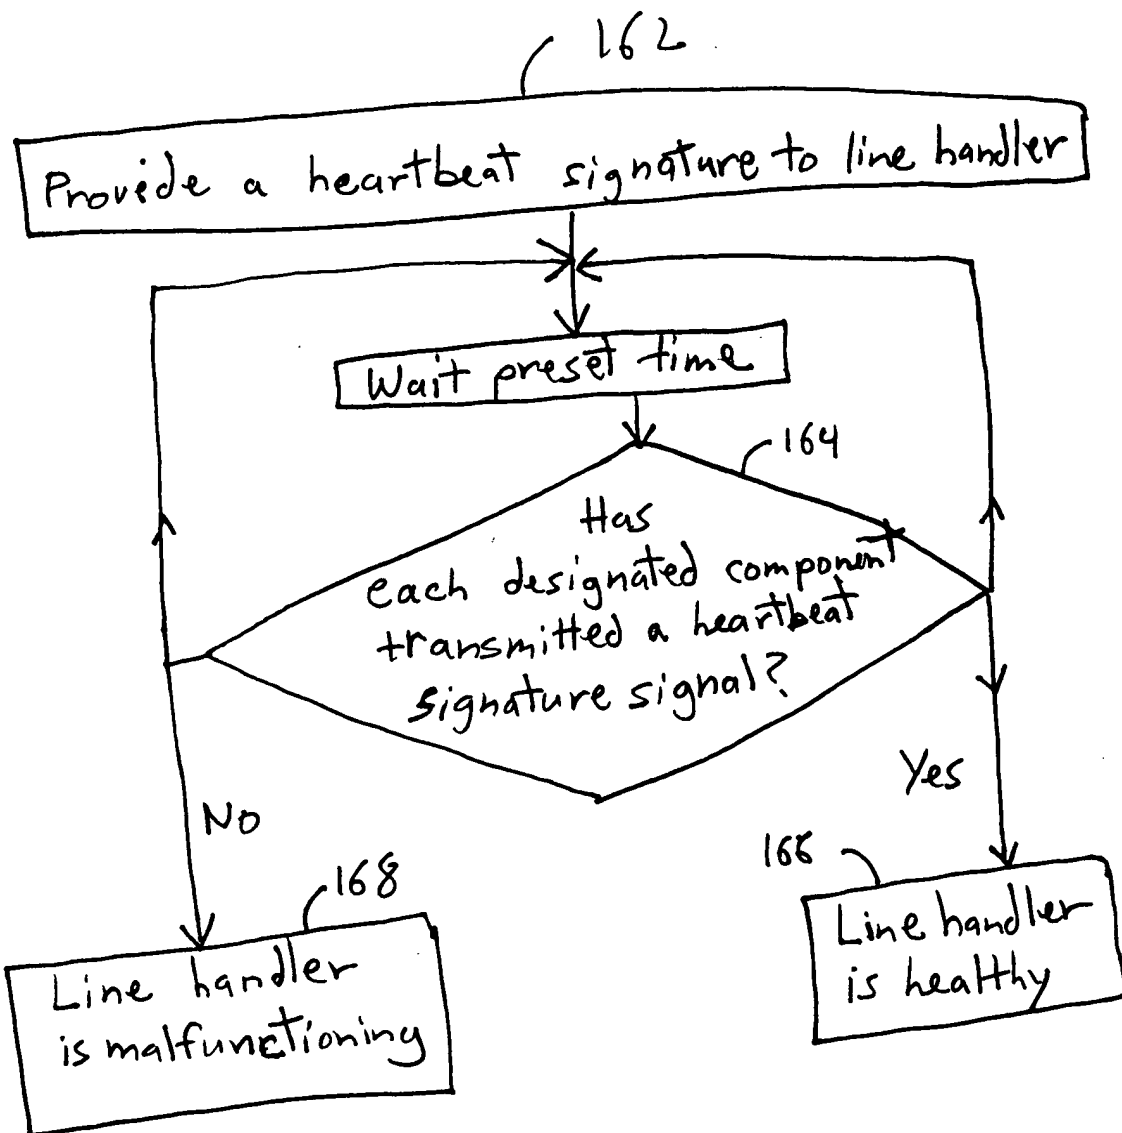 162
Provide a heartbeat signature to line handler
Wait preset time
164
Has
each designated component
transmitted a heartbeat
signature signal?
Yes
No
166
168
Line handler
is healthy
Line handler
is malfunctioning